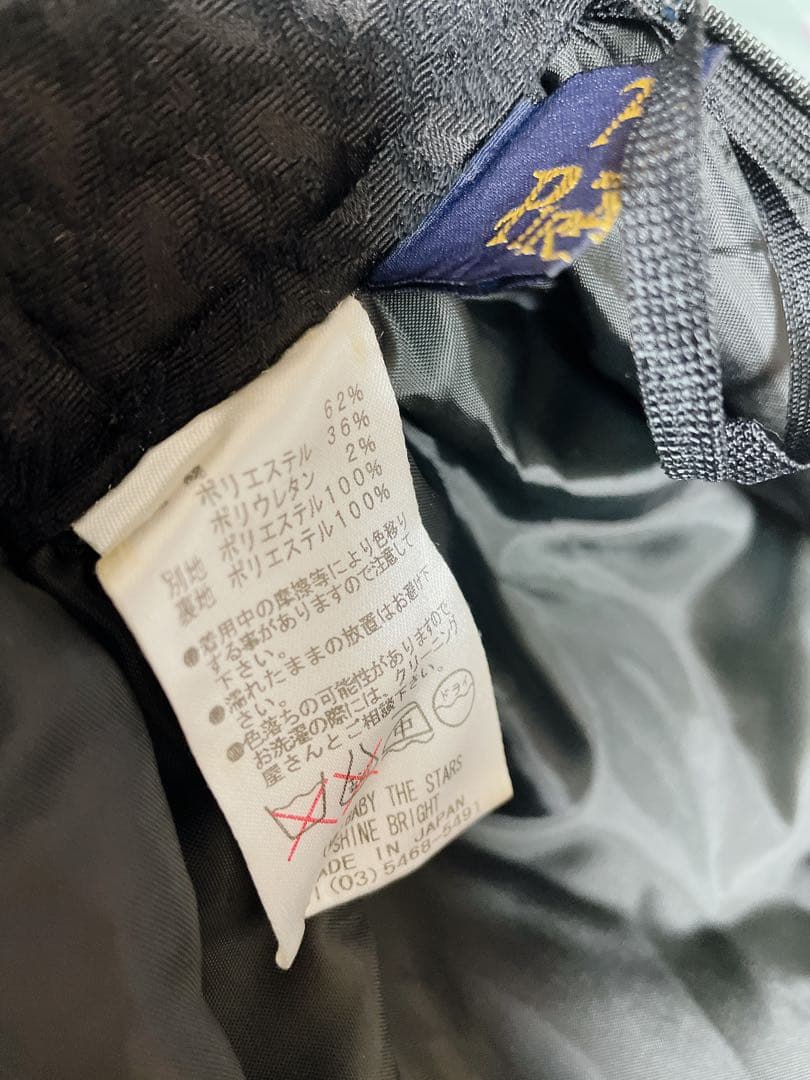 62%
ポリエステル 36%
ポリウレタン 2%
別地 ポリエステル100%
裏地 ポリエステル100%
着用中の摩擦等により色移り
する事がありますので注意して
下さい。
濡れたままの放置はお避け下
さい。
色落ちの可能性がありますので
お洗濯の際には、クリーニング
屋さんとご相談下さい。
中 ドライ
BABY THE STARS
SHINE BRIGHT
MADE IN JAPAN
(03)5468-5491